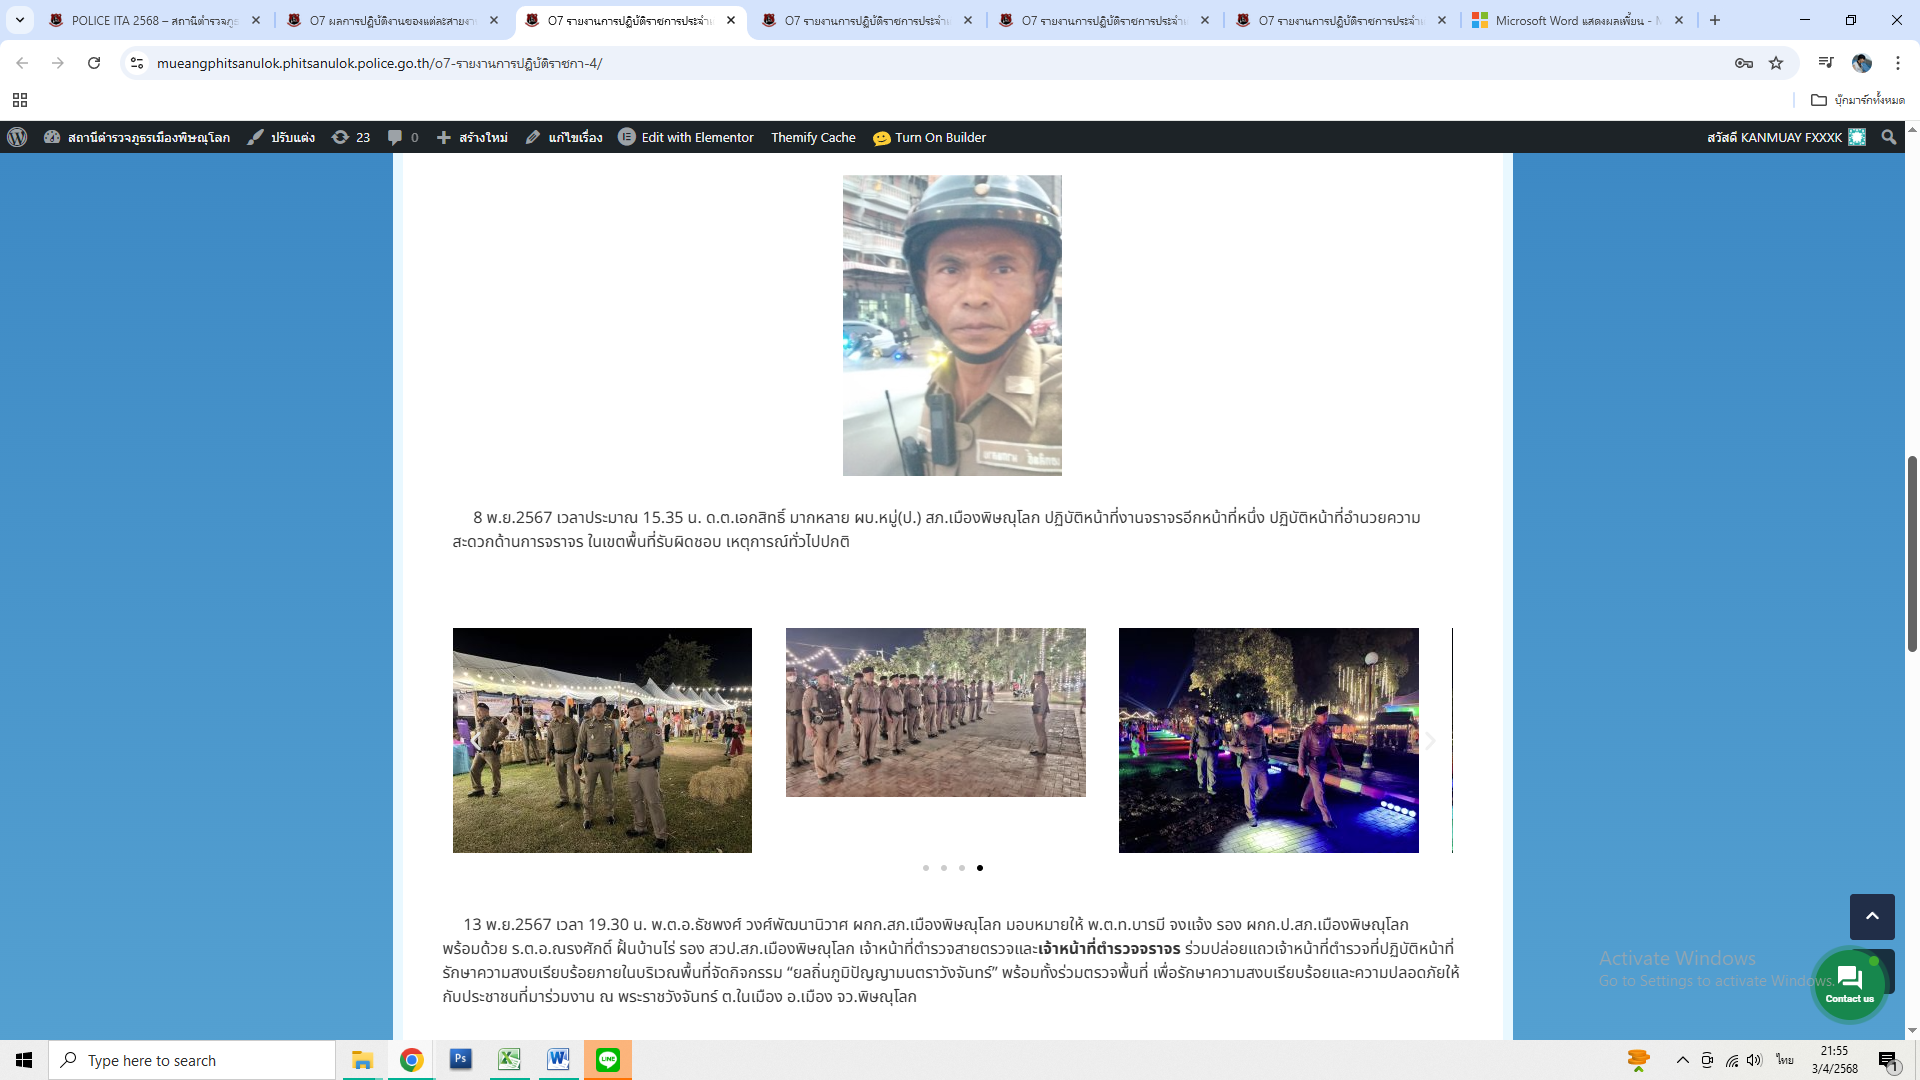 POLICE ITA 2568 – สถานีตำรวจภูธร
O7 ผลการปฏิบัติงานของแต่ละสายงาน
O7 รายงานการปฏิบัติราชการประจำเ
O7 รายงานการปฏิบัติราชการประจำเ
O7 รายงานการปฏิบัติราชการประจำเ
O7 รายงานการปฏิบัติราชการประจำเ
Microsoft Word แสดงผลเพี้ยน - M
mueangphitsanulok.phitsanulok.police.go.th/o7-รายงานการปฏิบัติราชกา-4/
บุ๊กมาร์กทั้งหมด
สถานีตำรวจภูธรเมืองพิษณุโลก ปรับแต่ง 23 0 สร้างใหม่ แก้ไขเรื่อง Edit with Elementor Themify Cache Turn On Builder สวัสดี KANMUAY FXXXK
8 พ.ย.2567 เวลาประมาณ 15.35 น. ด.ต.เอกสิทธิ์ มากหลาย ผบ.หมู่(ป.) สภ.เมืองพิษณุโลก ปฏิบัติหน้าที่งานจราจรอีกหน้าที่หนึ่ง ปฏิบัติหน้าที่อำนวยความ
สะดวกด้านการจราจร ในเขตพื้นที่รับผิดชอบ เหตุการณ์ทั่วไปปกติ
13 พ.ย.2567 เวลา 19.30 น. พ.ต.อ.ธัชพงศ์ วงศ์พัฒนานิวาศ ผกก.สภ.เมืองพิษณุโลก มอบหมายให้ พ.ต.ท.บารมี จงแจ้ง รอง ผกก.ป.สภ.เมืองพิษณุโลก
พร้อมด้วย ร.ต.อ.ณรงศักดิ์ ฝั้นบ้านไร่ รอง สวป.สภ.เมืองพิษณุโลก เจ้าหน้าที่ตำรวจสายตรวจและเจ้าหน้าที่ตำรวจจราจร ร่วมปล่อยแถวเจ้าหน้าที่ตำรวจที่ปฏิบัติหน้าที่
รักษาความสงบเรียบร้อยภายในบริเวณพื้นที่จัดกิจกรรม “ยลถิ่นภูมิปัญญามนตราวังจันทร์” พร้อมทั้งร่วมตรวจพื้นที่ เพื่อรักษาความสงบเรียบร้อยและความปลอดภัยให้
กับประชาชนที่มาร่วมงาน ณ พระราชวังจันทร์ ต.ในเมือง อ.เมือง จว.พิษณุโลก
Activate Windows
Go to Settings to activate Windows.
Contact us
Type here to search
Ps
LINE
ไทย
21:55
3/4/2568
1